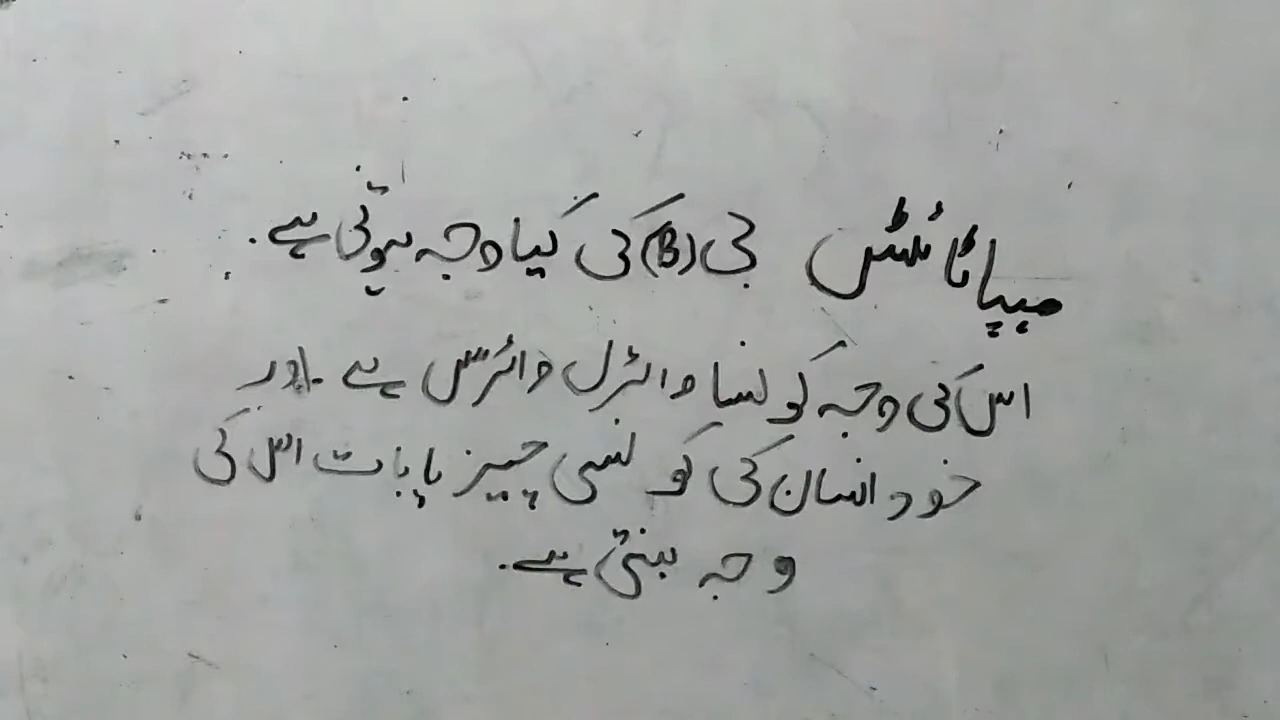 ہیپاٹائٹس بی (B) کی کیا وجہ ہوتی ہے.
اس کی وجہ کونسا وائرل وائرس ہے. اور
خود انسان کی کونسی چیز یا بات اس کی
وجہ بنتی ہے.